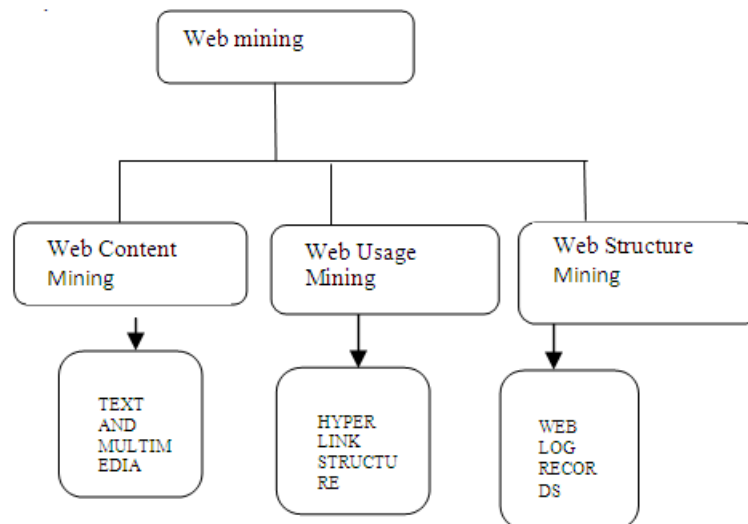 Web mining
Web Content
Mining
Web Usage
Mining
Web Structure
Mining
TEXT
AND
MULTIM
EDIA
HYPER
LINK
STRUCTU
RE
WEB
LOG
RECOR
DS